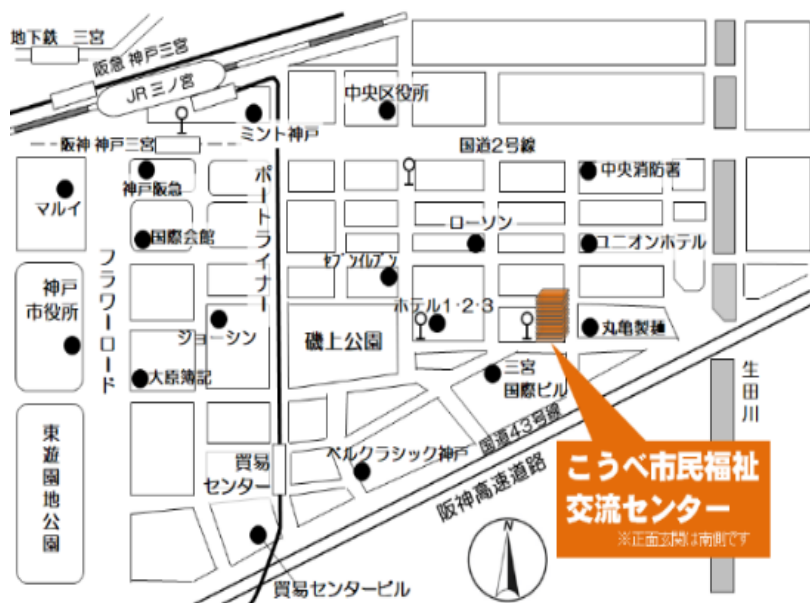 地下鉄 三宮
阪急 神戸三宮
JR 三ノ宮
中央区役所
ミント神戸
阪神 神戸三宮
国道2号線
神戸阪急
マルイ
中央消防署
ポートライナー
国際会館
ローソン
ユニオンホテル
フラワーロード
セブンイレブン
神戸
市役所
ホテル1・2・3
ジョーシン
磯上公園
丸亀製麺
大原簿記
三宮
国際ビル
生田川
国道43号線
東遊園地公園
貿易
センター
ベルクラシック神戸
阪神高速道路
こうべ市民福祉
交流センター
※正面玄関は南側です
N
貿易センタービル